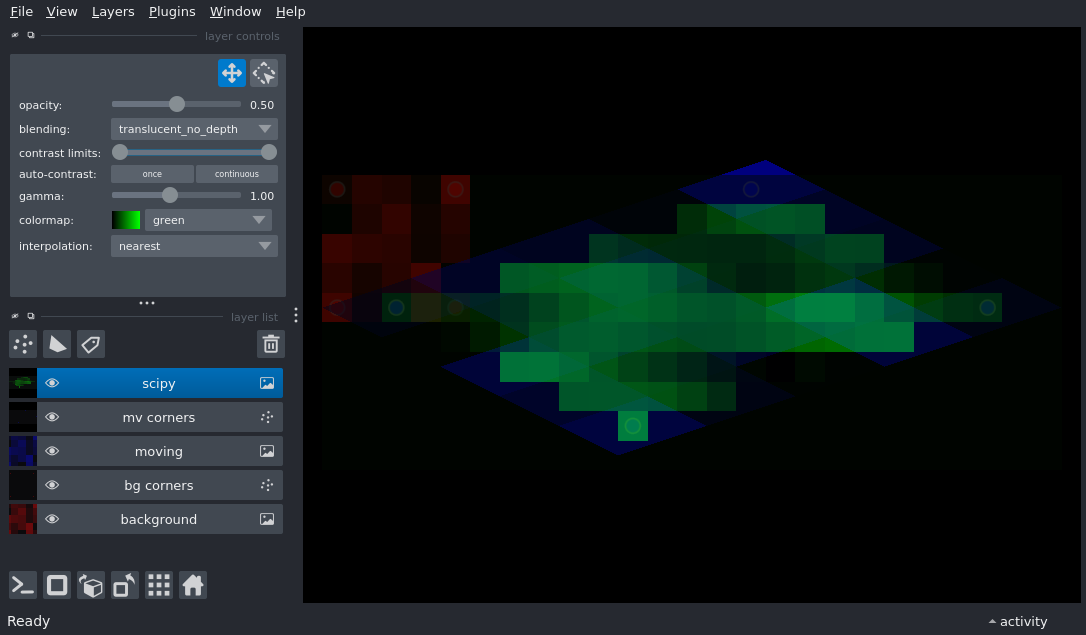 File View Layers Plugins Window Help
layer controls
opacity: 0.50
blending: translucent_no_depth
contrast limits:
auto-contrast: once continuous
gamma: 1.00
colormap: green
interpolation: nearest
layer list
scipy
mv corners
moving
bg corners
background
Ready
activity